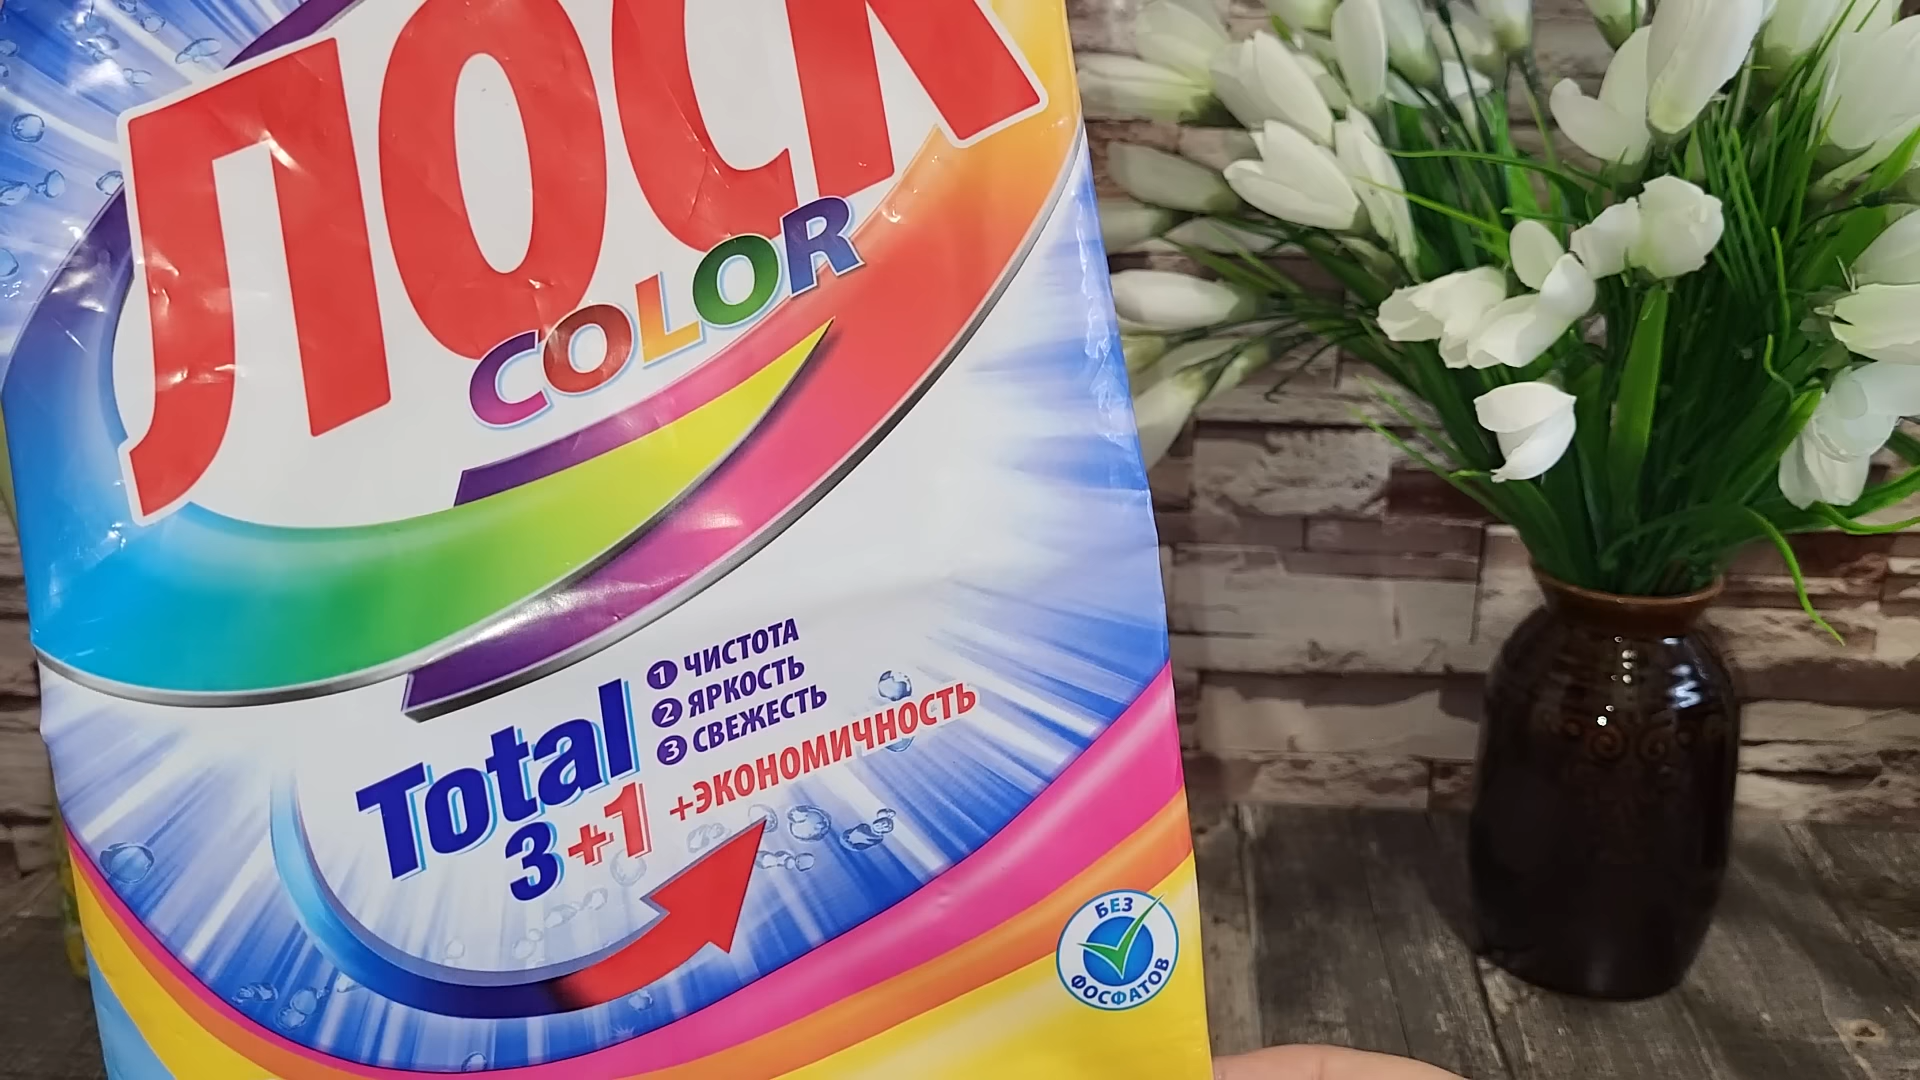 ЛОСК
COLOR
Total
3+1
1 ЧИСТОТА
2 ЯРКОСТЬ
3 СВЕЖЕСТЬ
+ЭКОНОМИЧНОСТЬ
БЕЗ
ФОСФАТОВ